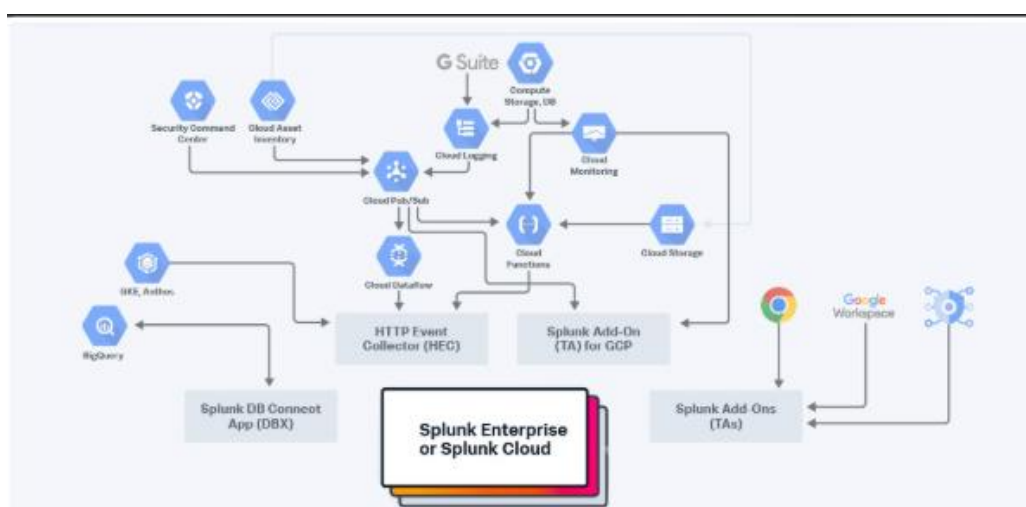 G Suite
Compute
Storage, DB
Security Command
Center
Cloud Asset
Inventory
Cloud Logging
Cloud
Monitoring
Cloud Pub/Sub
Cloud
Functions
Cloud Storage
Cloud Dataflow
GKE, Anthos
BigQuery
HTTP Event
Collector (HEC)
Splunk Add-On
(TA) for GCP
Google
Workspace
Splunk DB Connect
App (DBX)
Splunk Enterprise
or Splunk Cloud
Splunk Add-Ons
(TAs)